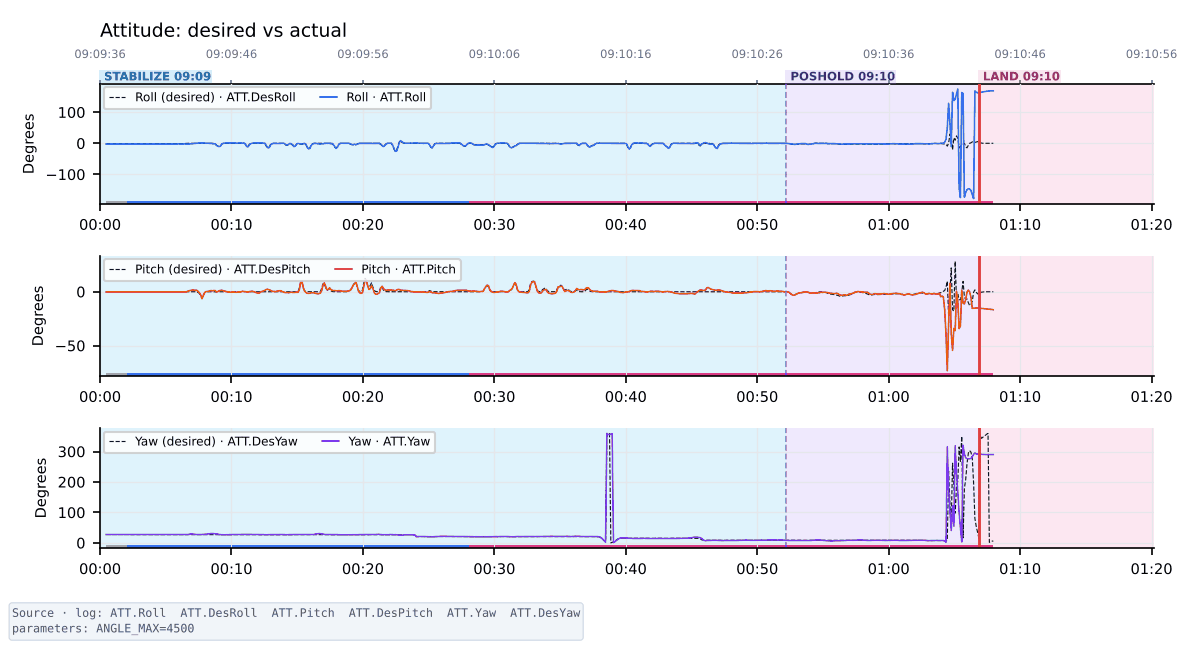 Attitude: desired vs actual
09:09:36 09:09:46 09:09:56 09:10:06 09:10:16 09:10:26 09:10:36 09:10:46 09:10:56
STABILIZE 09:09 POSHOLD 09:10 LAND 09:10
Roll (desired) · ATT.DesRoll Roll · ATT.Roll
Degrees
100
0
−100
00:00 00:10 00:20 00:30 00:40 00:50 01:00 01:10 01:20
Pitch (desired) · ATT.DesPitch Pitch · ATT.Pitch
Degrees
0
−50
00:00 00:10 00:20 00:30 00:40 00:50 01:00 01:10 01:20
Yaw (desired) · ATT.DesYaw Yaw · ATT.Yaw
Degrees
300
200
100
0
00:00 00:10 00:20 00:30 00:40 00:50 01:00 01:10 01:20
Source · log: ATT.Roll ATT.DesRoll ATT.Pitch ATT.DesPitch ATT.Yaw ATT.DesYaw
parameters: ANGLE_MAX=4500